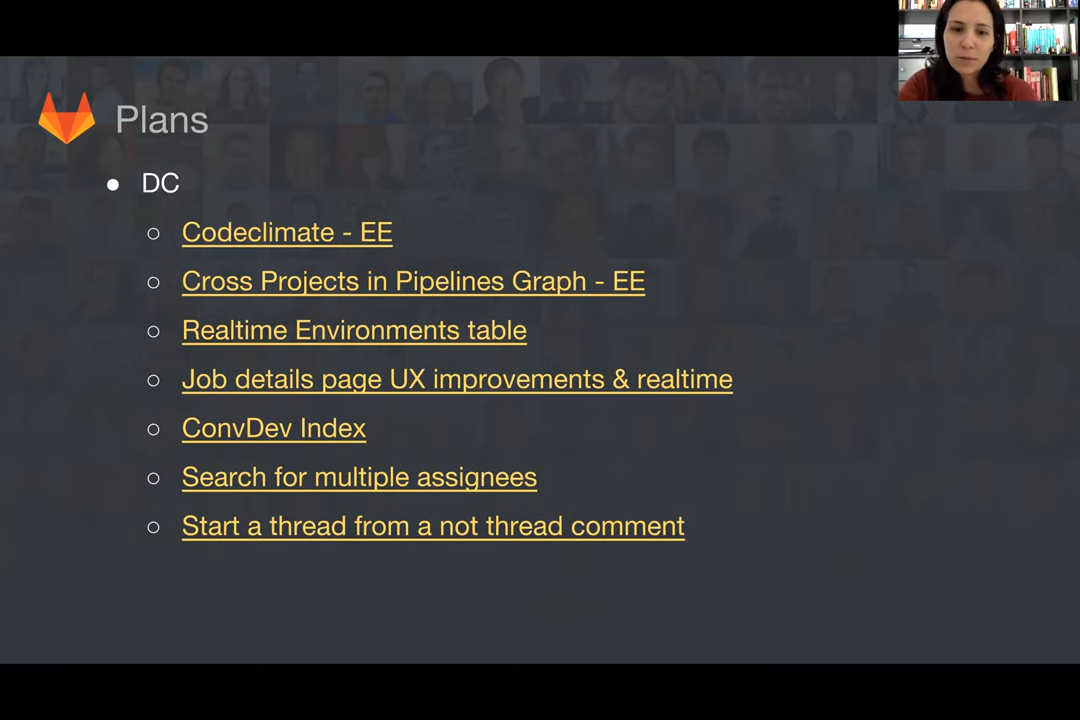 Plans
DC
Codeclimate - EE
Cross Projects in Pipelines Graph - EE
Realtime Environments table
Job details page UX improvements & realtime
ConvDev Index
Search for multiple assignees
Start a thread from a not thread comment